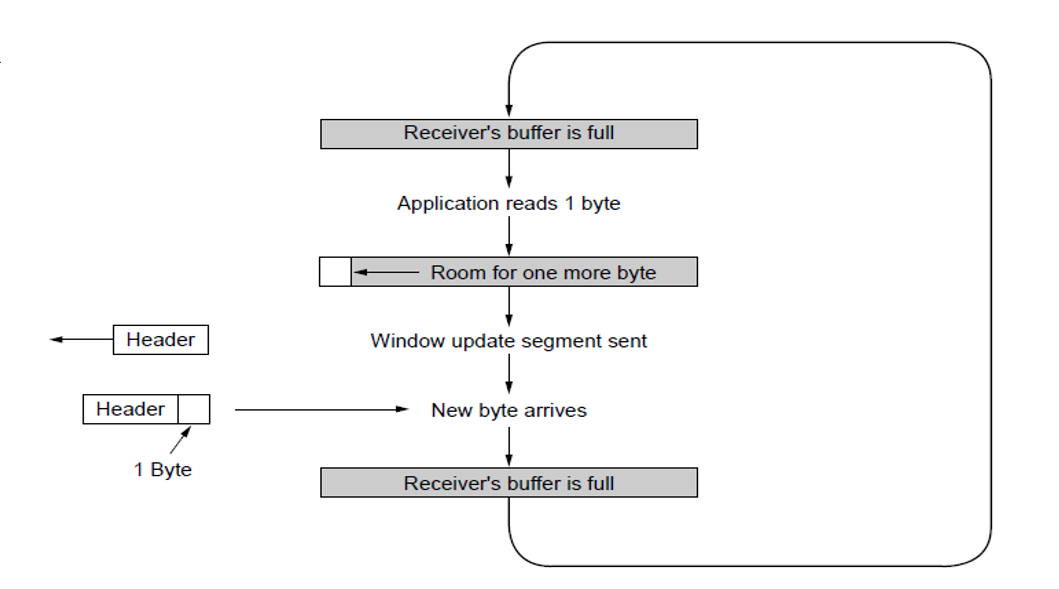 Receiver's buffer is full
Application reads 1 byte
Room for one more byte
Header
Window update segment sent
Header
New byte arrives
1 Byte
Receiver's buffer is full